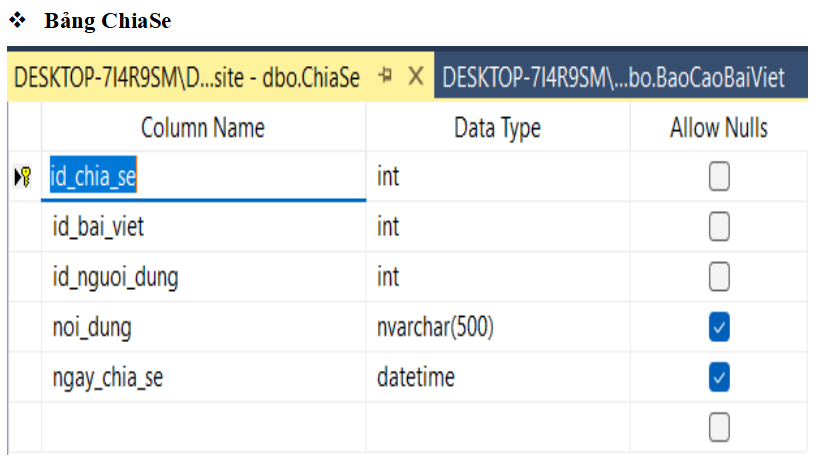 ❖ Bảng ChiaSe
DESKTOP-7I4R9SM\D...site - dbo.ChiaSe DESKTOP-7I4R9SM\...bo.BaoCaoBaiViet
Column Name Data Type Allow Nulls
id_chia_se int
id_bai_viet int
id_nguoi_dung int
noi_dung nvarchar(500)
ngay_chia_se datetime